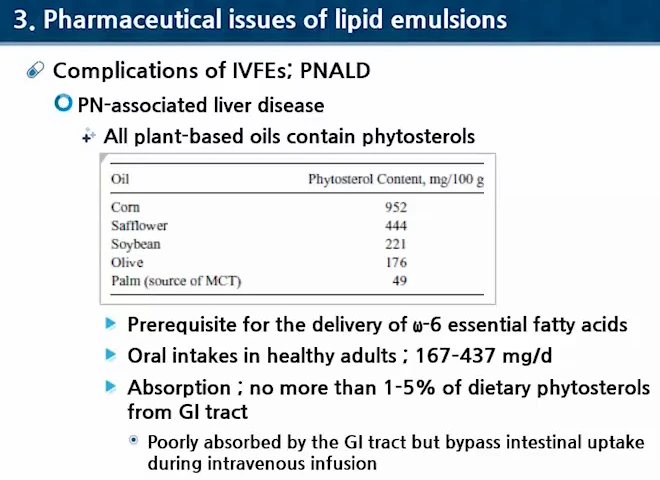 3. Pharmaceutical issues of lipid emulsions
Complications of IVFEs; PNALD
PN-associated liver disease
All plant-based oils contain phytosterols
Oil Phytosterol Content, mg/100 g
Corn 952
Safflower 444
Soybean 221
Olive 176
Palm (source of MCT) 49
Prerequisite for the delivery of ω-6 essential fatty acids
Oral intakes in healthy adults ; 167-437 mg/d
Absorption ; no more than 1-5% of dietary phytosterols
from GI tract
Poorly absorbed by the GI tract but bypass intestinal uptake
during intravenous infusion